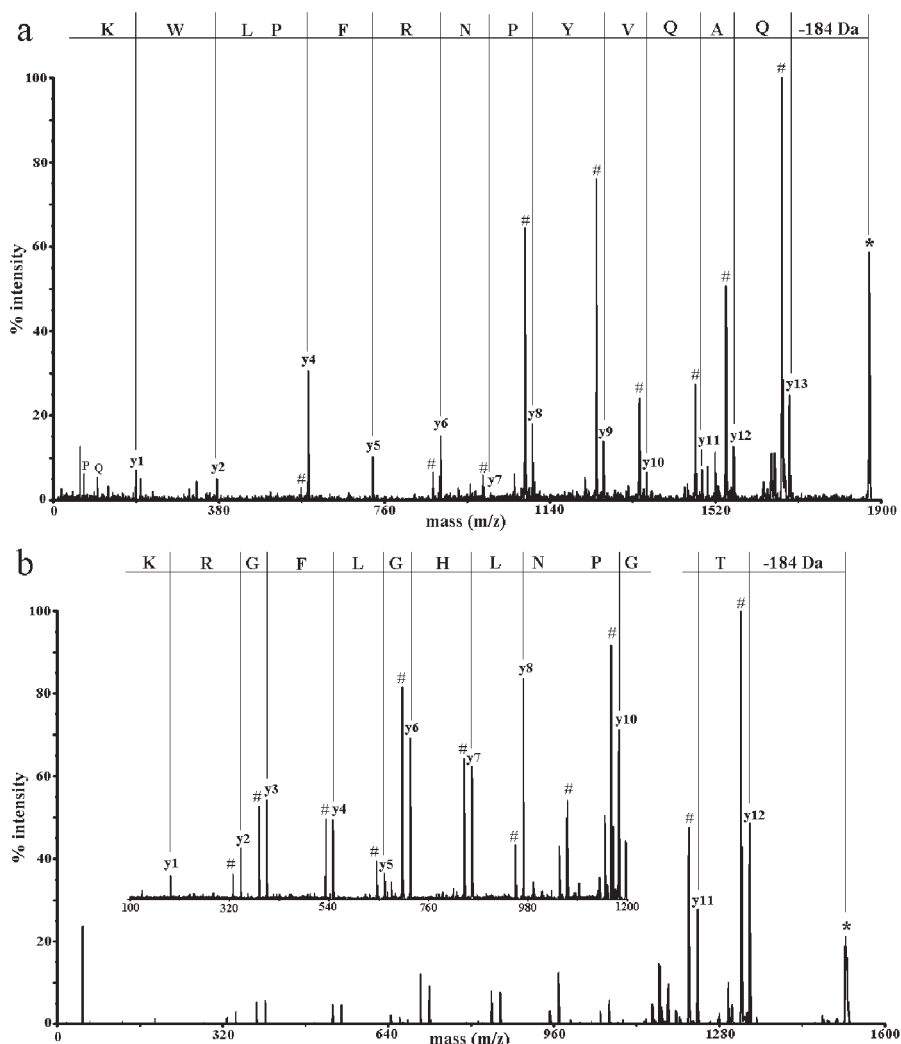 a
K W L P F R N P Y V Q A Q -184 Da
#
100
*
#
#
80
#
60
#
y4
% intensity
40
#
#
y8
y13
20
y6
y9
y12
y5
y11
P Q y1 y2 # # # y7 y10
0
0 380 760 1140 1520 1900
mass (m/z)
b
K R G F L G H L N P G T -184 Da
100
#
#
y8
#
80
y10
y6
#
y7
% intensity
60
#
#
y3
#
y4
#
y12
y2
#
#
40
y1
#
y5
y11
100 320 540 760 980 1200
*
20
0
0 320 640 960 1280 1600
mass (m/z)